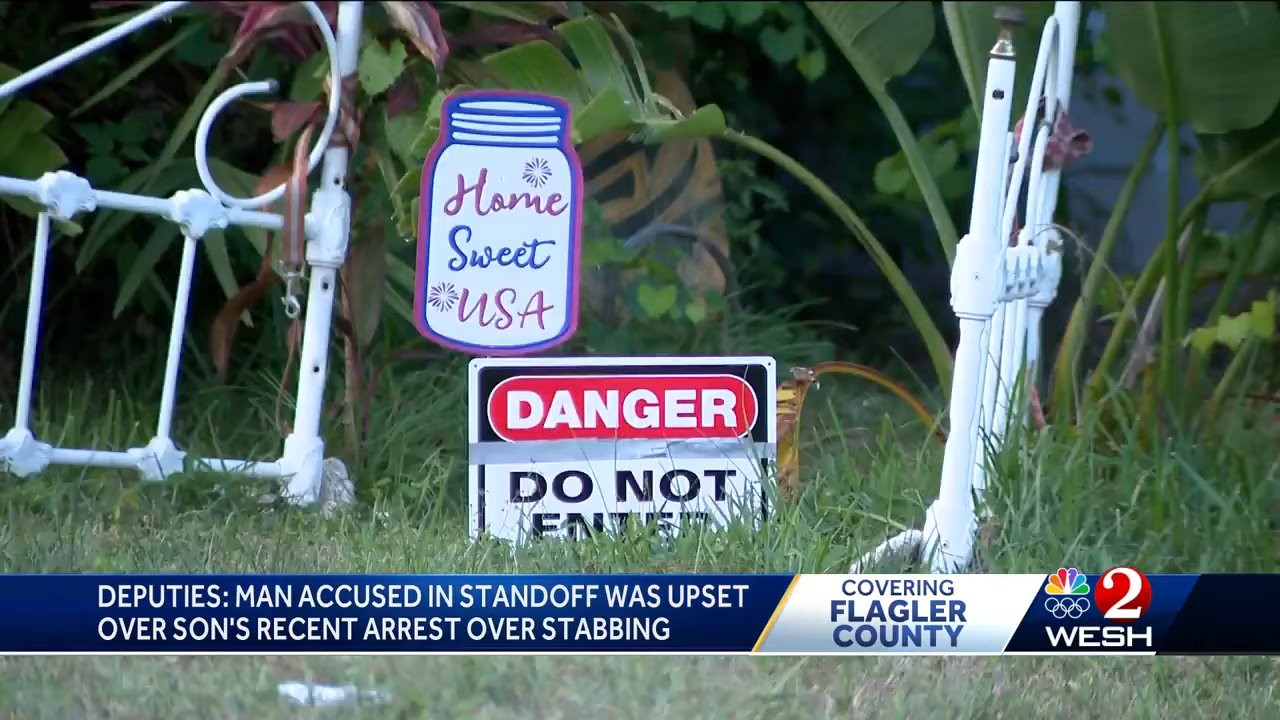 Home
Sweet
USA
DANGER
DO NOT
ENTER
DEPUTIES: MAN ACCUSED IN STANDOFF WAS UPSET
OVER SON'S RECENT ARREST OVER STABBING
COVERING
FLAGLER
COUNTY
2
WESH